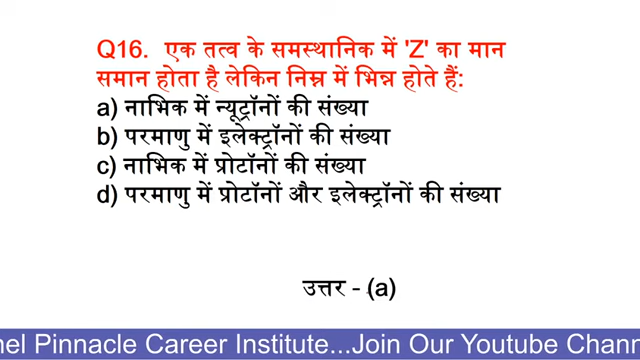 Q16. एक तत्व के समस्थानिक में 'Z' का मान
समान होता है लेकिन निम्न में भिन्न होते हैं:
a) नाभिक में न्यूट्रॉनों की संख्या
b) परमाणु में इलेक्ट्रॉनों की संख्या
c) नाभिक में प्रोटॉनों की संख्या
d) परमाणु में प्रोटॉनों और इलेक्ट्रॉनों की संख्या
उत्तर - (a)
nel Pinnacle Career Institute...Join Our Youtube Chann